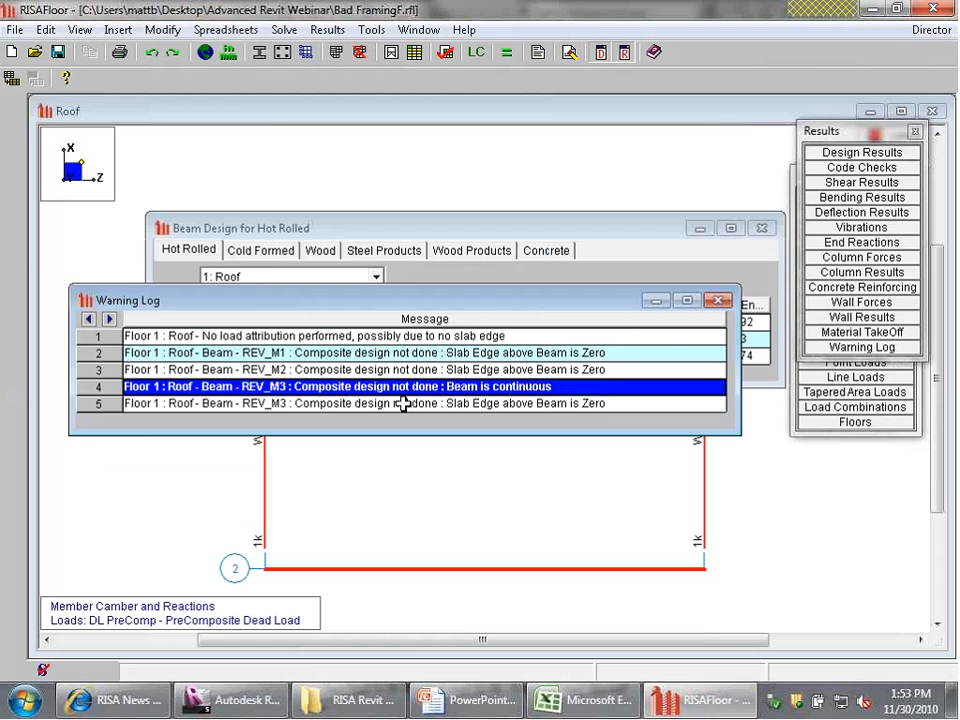 RISAFloor - [C:\Users\mattb\Desktop\Advanced Revit Webinar\Bad FramingF.rfl]
File Edit View Insert Modify Spreadsheets Solve Results Tools Window Help Director
LC
Roof
X
Y
Z
Results
Design Results
Code Checks
Shear Results
Bending Results
Deflection Results
Vibrations
End Reactions
Column Forces
Column Results
Concrete Reinforcing
Wall Forces
Wall Results
Material TakeOff
Warning Log
Point Loads
Line Loads
Tapered Area Loads
Load Combinations
Floors
Beam Design for Hot Rolled
Hot Rolled Cold Formed Wood Steel Products Wood Products Concrete
1: Roof
En...
92
3
74
Warning Log
Message
1 Floor 1 : Roof - No load attribution performed, possibly due to no slab edge
2 Floor 1 : Roof - Beam - REV_M1 : Composite design not done : Slab Edge above Beam is Zero
3 Floor 1 : Roof - Beam - REV_M2 : Composite design not done : Slab Edge above Beam is Zero
4 Floor 1 : Roof - Beam - REV_M3 : Composite design not done : Beam is continuous
5 Floor 1 : Roof - Beam - REV_M3 : Composite design not done : Slab Edge above Beam is Zero
1k
1k
2
Member Camber and Reactions
Loads: DL PreComp - PreComposite Dead Load
RISA News ... Autodesk R... RISA Revit ... PowerPoint... Microsoft E... RISAFloor - ...
1:53 PM
11/30/2010